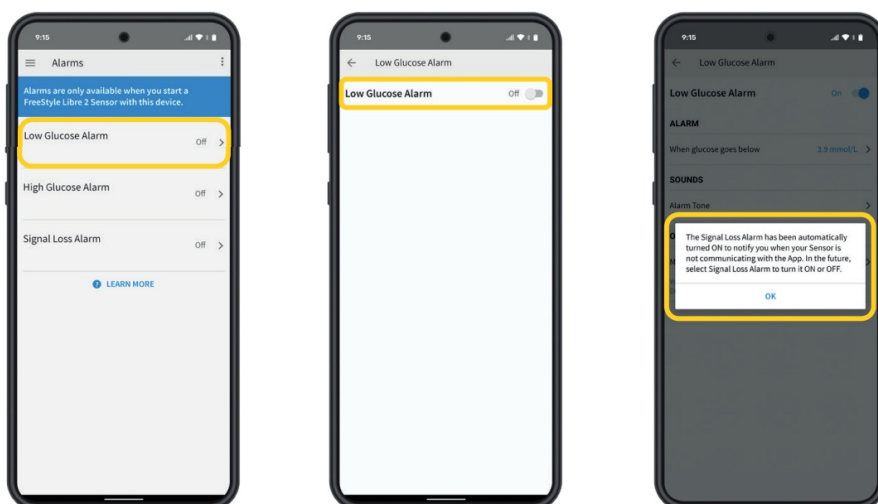 9:15
Alarms
Alarms are only available when you start a
FreeStyle Libre 2 Sensor with this device.
Low Glucose Alarm
Off
High Glucose Alarm
Off
Signal Loss Alarm
Off
LEARN MORE
9:15
Low Glucose Alarm
Low Glucose Alarm
Off
9:15
Low Glucose Alarm
Low Glucose Alarm
On
ALARM
When glucose goes below
3.9 mmol/L
SOUNDS
Alarm Tone
The Signal Loss Alarm has been automatically
turned ON to notify you when your Sensor is
not communicating with the App. In the future,
select Signal Loss Alarm to turn it ON or OFF.
OK